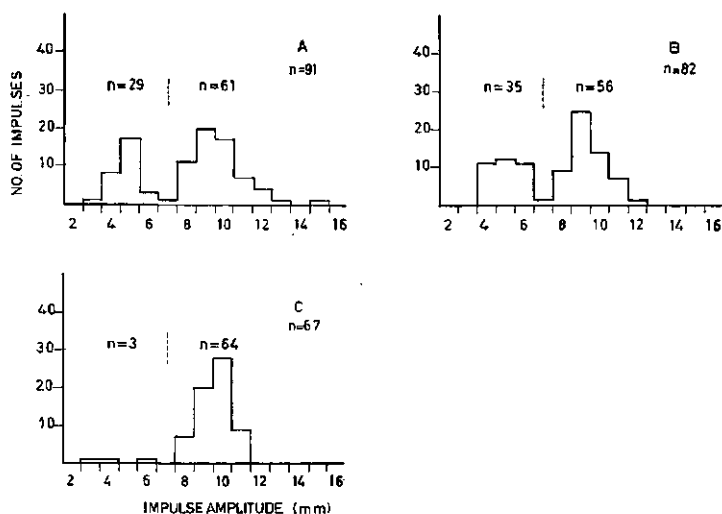 A
n=91
n=29 n=61
NO. OF IMPULSES
40
30
20
10
2 4 6 8 10 12 14 16
B
n=82
n=35 n=56
40
30
20
10
2 4 6 8 10 12 14 16
C
n=67
n=3 n=64
40
30
20
10
2 4 6 8 10 12 14 16
IMPULSE AMPLITUDE (mm)